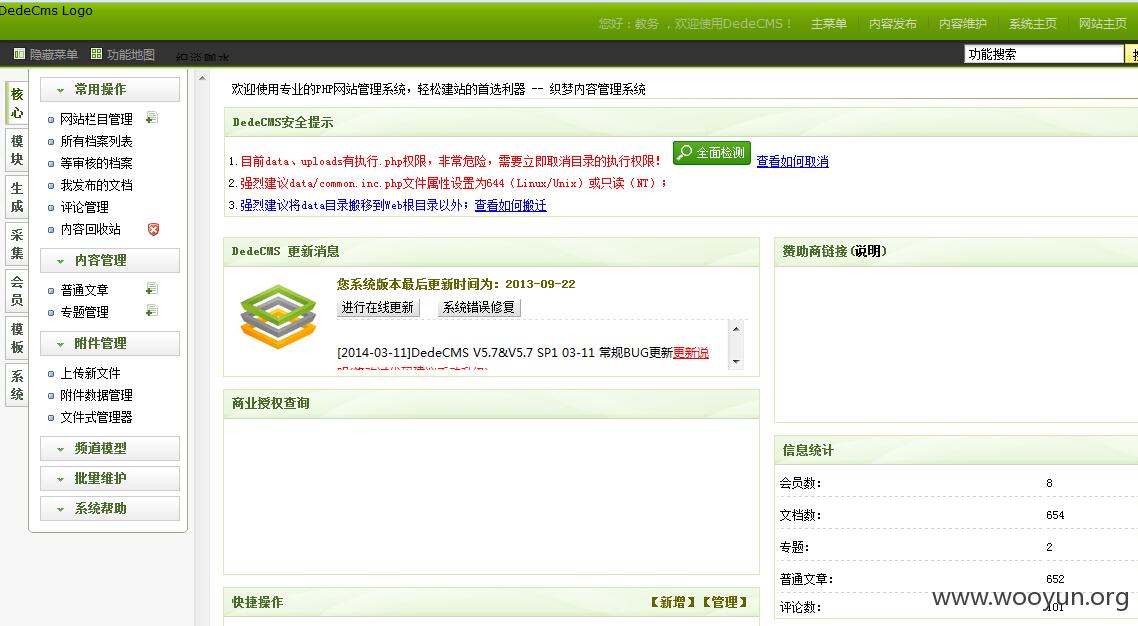 DedeCms Logo
您好：教务 ，欢迎使用DedeCMS！ 主菜单 内容发布 内容维护 系统主页 网站主页
隐藏菜单 功能地图
功能搜索
核心
模块
生成
采集
会员
模板
系统
常用操作
网站栏目管理
所有档案列表
等审核的档案
我发布的文档
评论管理
内容回收站
内容管理
普通文章
专题管理
附件管理
上传新文件
附件数据管理
文件式管理器
频道模型
批量维护
系统帮助
欢迎使用专业的PHP网站管理系统，轻松建站的首选利器 -- 织梦内容管理系统
DedeCMS安全提示
1.目前data、uploads有执行.php权限，非常危险，需要立即取消目录的执行权限！ 全面检测 查看如何取消
2.强烈建议data/common.inc.php文件属性设置为644（Linux/Unix）或只读（NT）；
3.强烈建议将data目录搬移到Web根目录以外；查看如何搬迁
DedeCMS 更新消息
您系统版本最后更新时间为：2013-09-22
进行在线更新 系统错误修复
[2014-03-11]DedeCMS V5.7&V5.7 SP1 03-11 常规BUG更新更新说
商业授权查询
快捷操作 【新增】【管理】
赞助商链接(说明)
信息统计
会员数： 8
文档数： 654
专题： 2
普通文章： 652
评论数： 101
www.wooyun.org